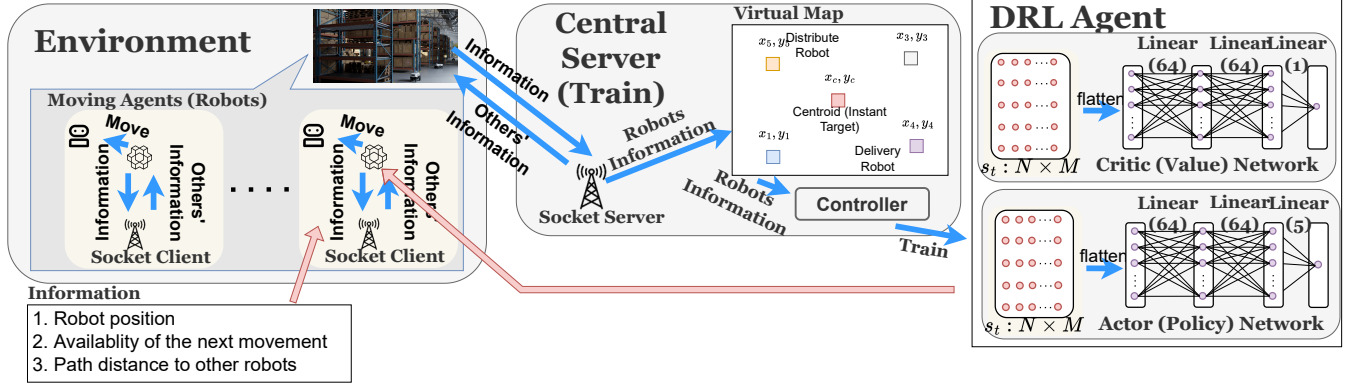 Environment
Moving Agents (Robots)
Move
Information
Others'
Information
Socket Client
. . . .
Move
Information
Others'
Information
Socket Client
Information
1. Robot position
2. Availablity of the next movement
3. Path distance to other robots
Information
Others'
Information
Central
Server
(Train)
Socket Server
Robots
Information
Virtual Map
x₅, y₅
Distribute
Robot
x₃, y₃
x_c, y_c
Centroid (Instant
Target)
x₁, y₁
x₄, y₄
Delivery
Robot
Robots
Information
Controller
Train
DRL Agent
Linear
(64)
Linear
(64)
Linear
(1)
flatten
s_t : N × M
Critic (Value) Network
Linear
(64)
Linear
(64)
Linear
(5)
flatten
s_t : N × M
Actor (Policy) Network